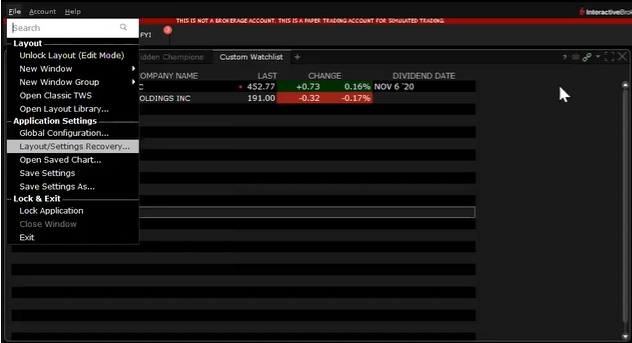 File Account Help
InteractiveBro
THIS IS NOT A BROKERAGE ACCOUNT. THIS IS A PAPER TRADING ACCOUNT FOR SIMULATED TRADING.
Search
FYI
Layout
Unlock Layout (Edit Mode)
New Window
New Window Group
Open Classic TWS
Open Layout Library...
Application Settings
Global Configuration...
Layout/Settings Recovery...
Open Saved Chart...
Save Settings
Save Settings As...
Lock & Exit
Lock Application
Close Window
Exit
idden Champions Custom Watchlist +
OMPANY NAME LAST CHANGE DIVIDEND DATE
C 452.77 +0.73 0.16% NOV 6 '20
OLDINGS INC 191.00 -0.32 -0.17%